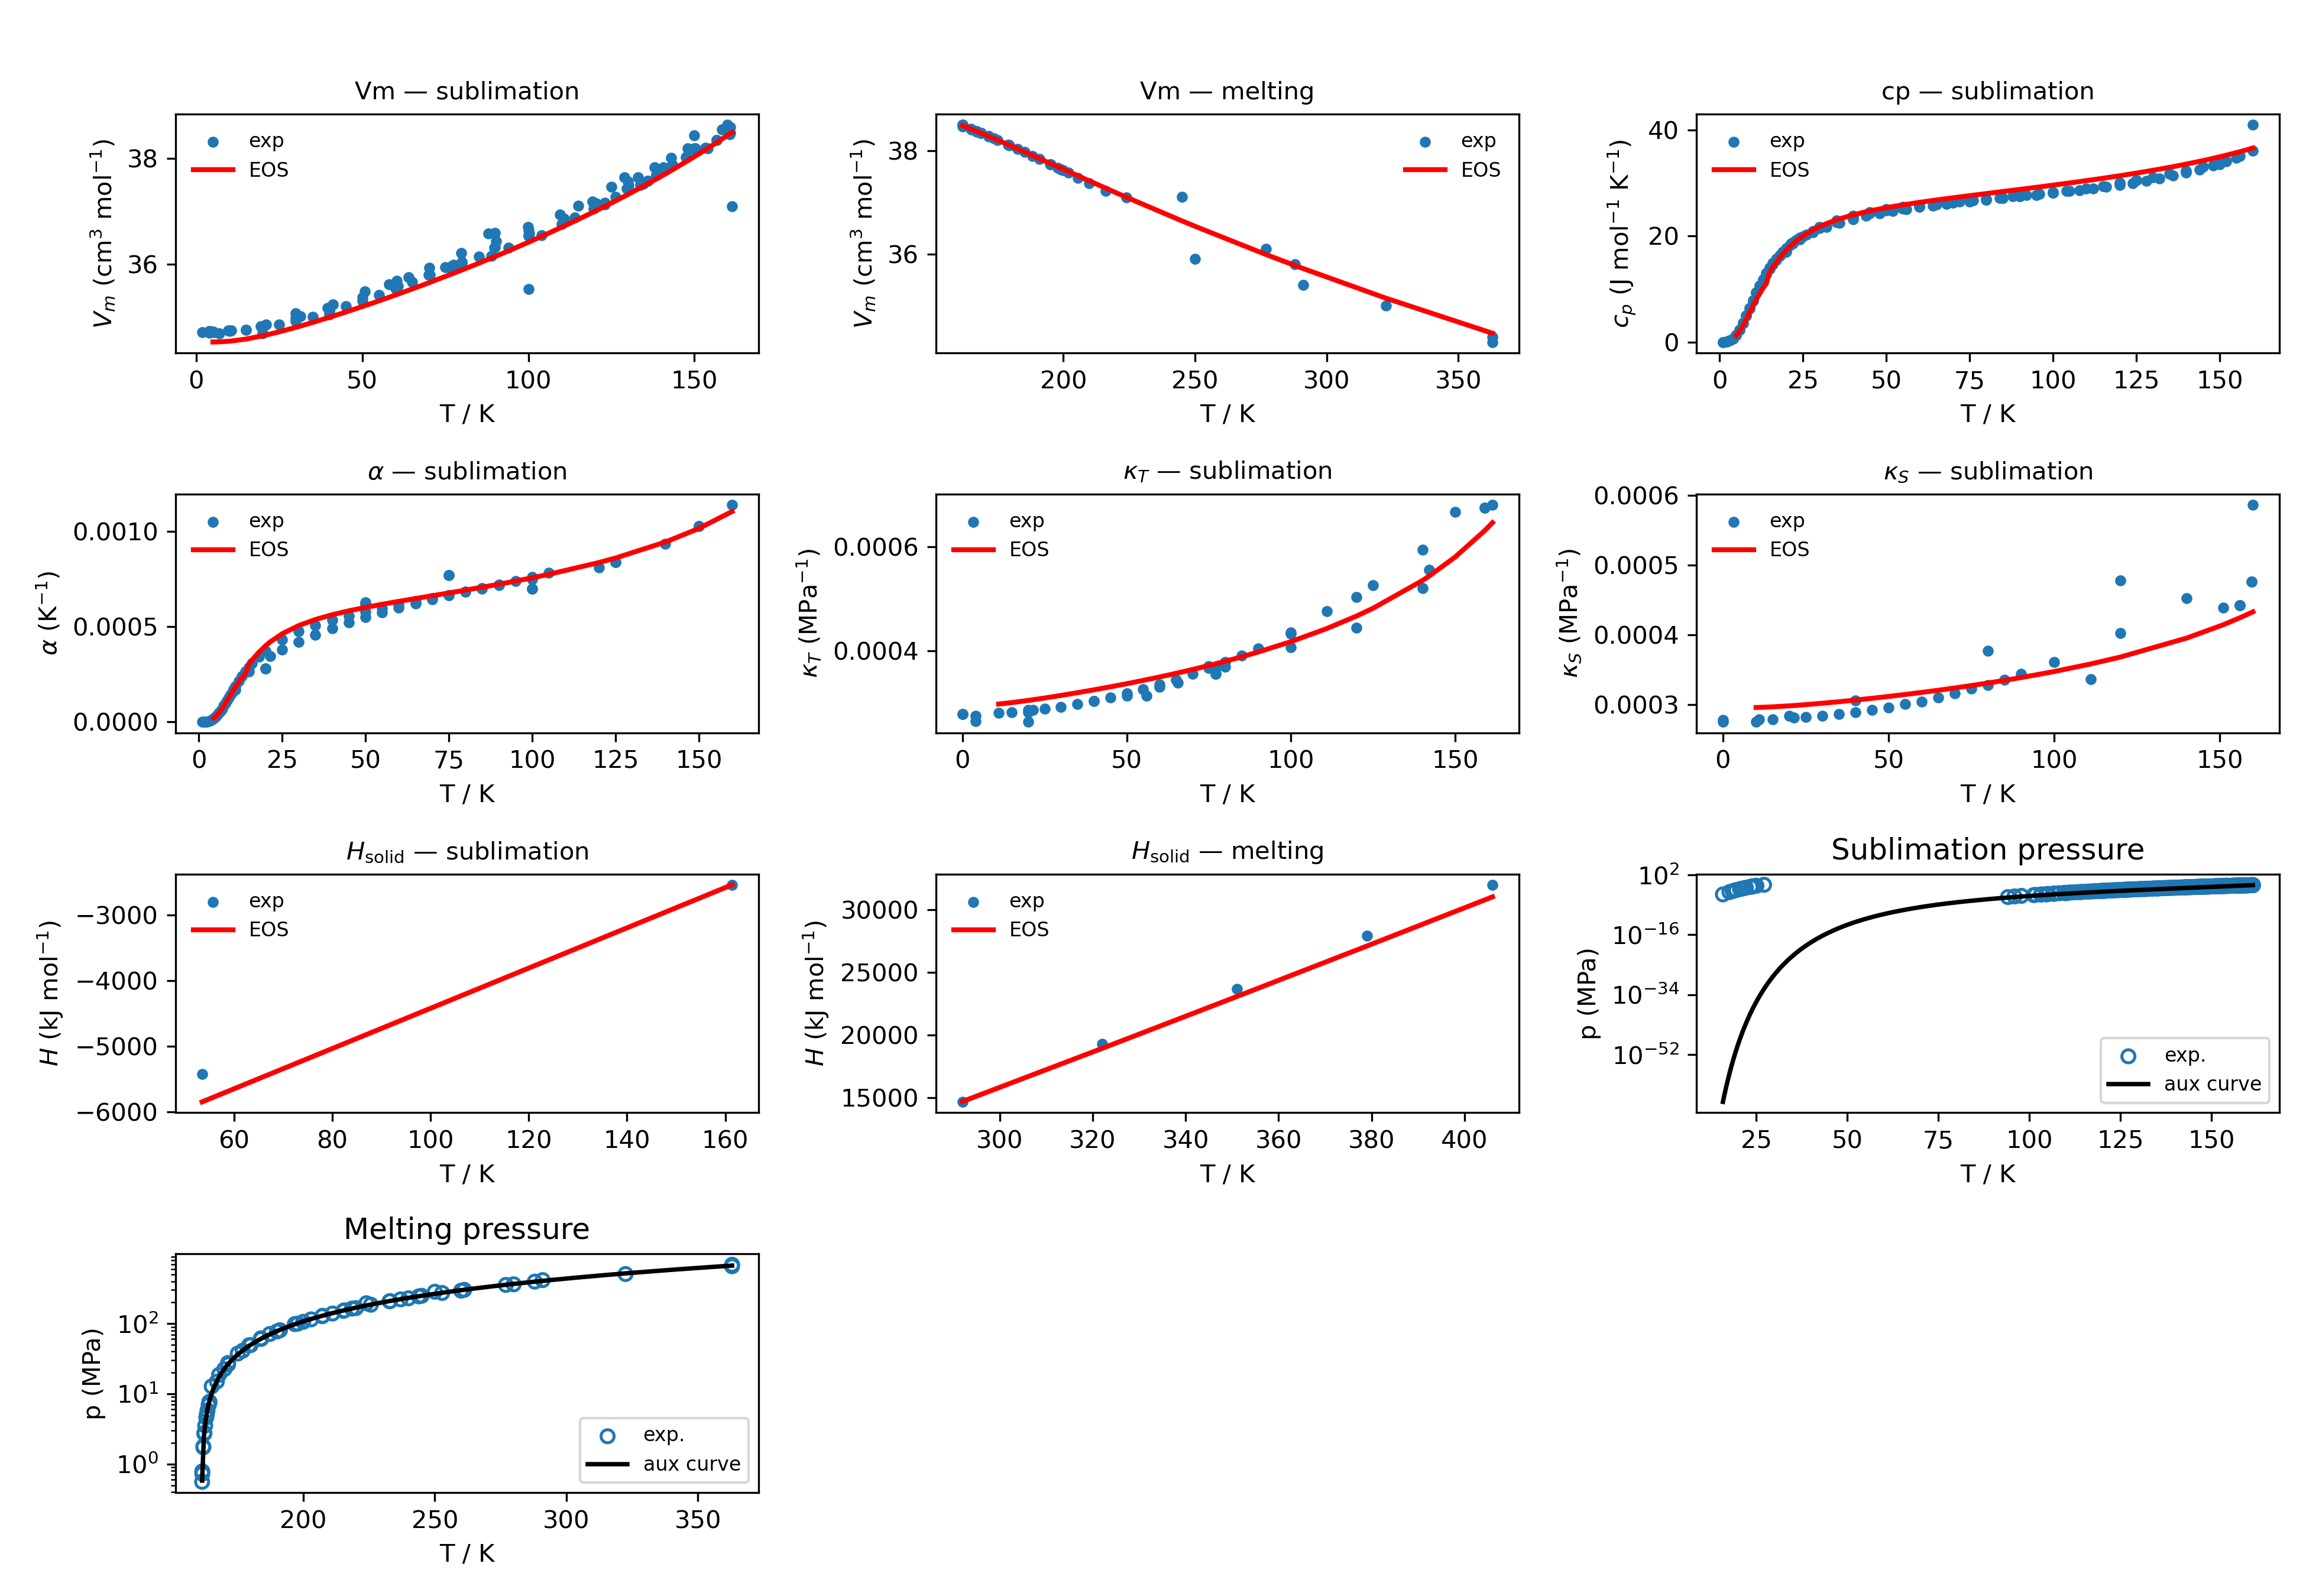 Vm — sublimation
V_m (cm³ mol⁻¹)
38
36
exp
EOS
0 50 100 150
T / K
Vm — melting
V_m (cm³ mol⁻¹)
38
36
exp
EOS
200 250 300 350
T / K
cp — sublimation
c_p (J mol⁻¹ K⁻¹)
40
20
0
exp
EOS
0 25 50 75 100 125 150
T / K
α — sublimation
α (K⁻¹)
0.0010
0.0005
0.0000
exp
EOS
0 25 50 75 100 125 150
T / K
κ_T — sublimation
κ_T (MPa⁻¹)
0.0006
0.0004
exp
EOS
0 50 100 150
T / K
κ_S — sublimation
κ_S (MPa⁻¹)
0.0006
0.0005
0.0004
0.0003
exp
EOS
0 50 100 150
T / K
H_solid — sublimation
H (kJ mol⁻¹)
−3000
−4000
−5000
−6000
exp
EOS
60 80 100 120 140 160
T / K
H_solid — melting
H (kJ mol⁻¹)
30000
25000
20000
15000
exp
EOS
300 320 340 360 380 400
T / K
Sublimation pressure
p (MPa)
10²
10⁻¹⁶
10⁻³⁴
10⁻⁵²
exp.
aux curve
25 50 75 100 125 150
T / K
Melting pressure
p (MPa)
10²
10¹
10⁰
exp.
aux curve
200 250 300 350
T / K